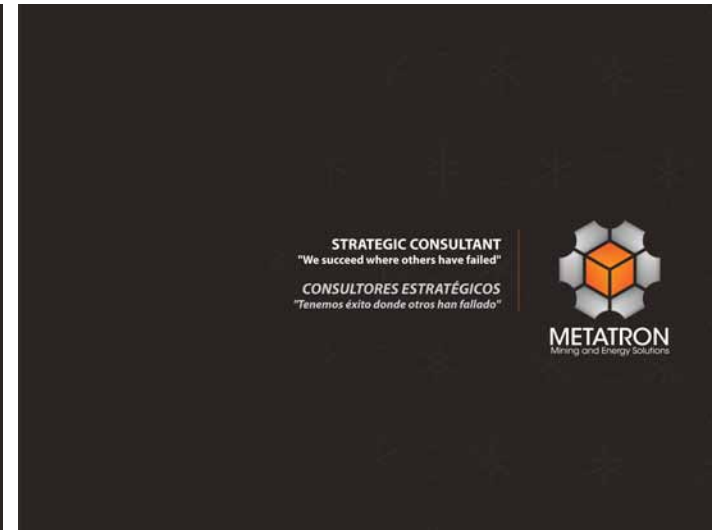 STRATEGIC CONSULTANT
"We succeed where others have failed"
CONSULTORES ESTRATÉGICOS
"Tenemos éxito donde otros han fallado"
METATRON
Mining and Energy Solutions